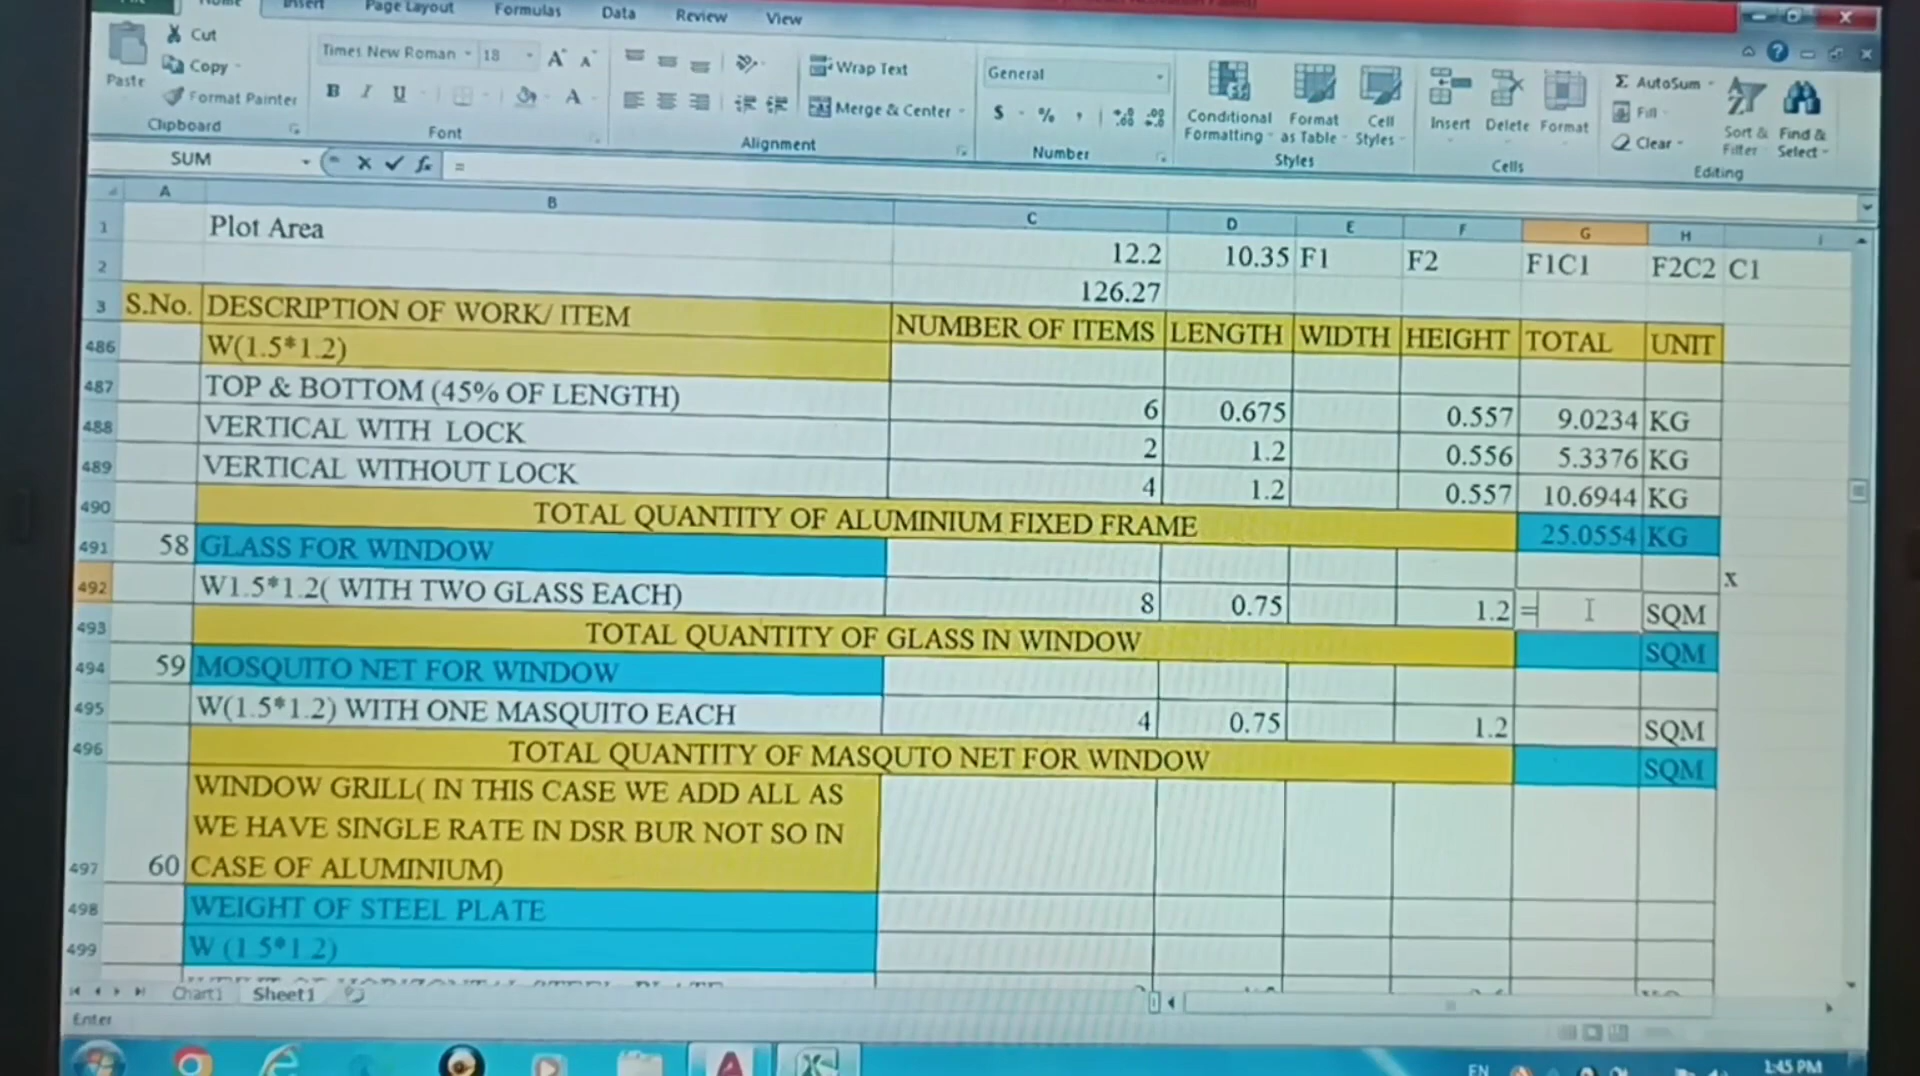 Insert Page Layout Formulas Data Review View
Cut
Copy
Format Painter
Paste
Clipboard
Times New Roman 18
B I U
Font
Wrap Text
Merge & Center
Alignment
General
$ % ,
Number
Conditional Formatting
Format as Table
Cell Styles
Styles
Insert Delete Format
Cells
Σ AutoSum
Fill
Clear
Sort & Filter
Find & Select
Editing
SUM fx =
A B C D E F G H
1 Plot Area 12.2 10.35 F1 F2 F1C1 F2C2 C1
2 126.27
3 S.No. DESCRIPTION OF WORK/ ITEM NUMBER OF ITEMS LENGTH WIDTH HEIGHT TOTAL UNIT
486 W(1.5*1.2)
487 TOP & BOTTOM (45% OF LENGTH) 6 0.675 0.557 9.0234 KG
488 VERTICAL WITH LOCK 2 1.2 0.556 5.3376 KG
489 VERTICAL WITHOUT LOCK 4 1.2 0.557 10.6944 KG
490 TOTAL QUANTITY OF ALUMINIUM FIXED FRAME 25.0554 KG
491 58 GLASS FOR WINDOW x
492 W1.5*1.2( WITH TWO GLASS EACH) 8 0.75 1.2 = SQM
493 TOTAL QUANTITY OF GLASS IN WINDOW SQM
494 59 MOSQUITO NET FOR WINDOW
495 W(1.5*1.2) WITH ONE MASQUITO EACH 4 0.75 1.2 SQM
496 TOTAL QUANTITY OF MASQUTO NET FOR WINDOW SQM
WINDOW GRILL( IN THIS CASE WE ADD ALL AS
WE HAVE SINGLE RATE IN DSR BUR NOT SO IN
497 60 CASE OF ALUMINIUM)
498 WEIGHT OF STEEL PLATE
499 W (1.5*1.2)
Chart1 Sheet1
Enter
EN 1:45 PM